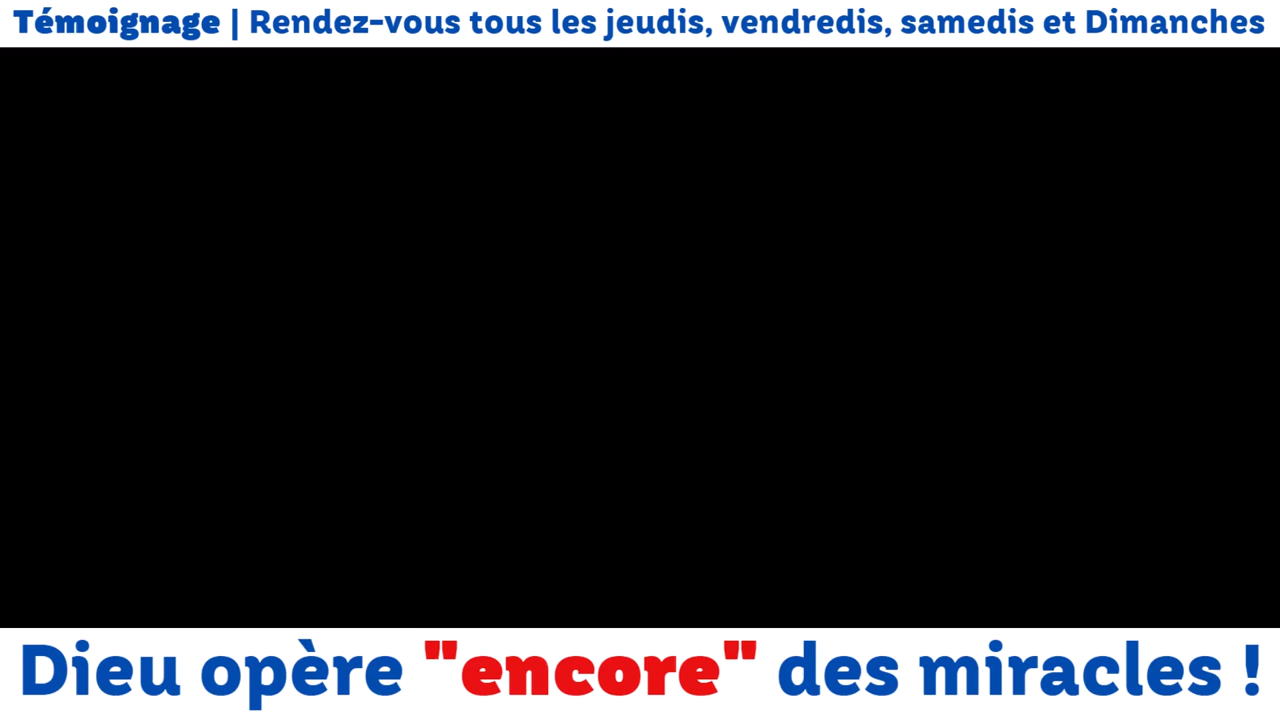 Témoignage | Rendez-vous tous les jeudis, vendredis, samedis et Dimanches
Dieu opère "encore" des miracles !